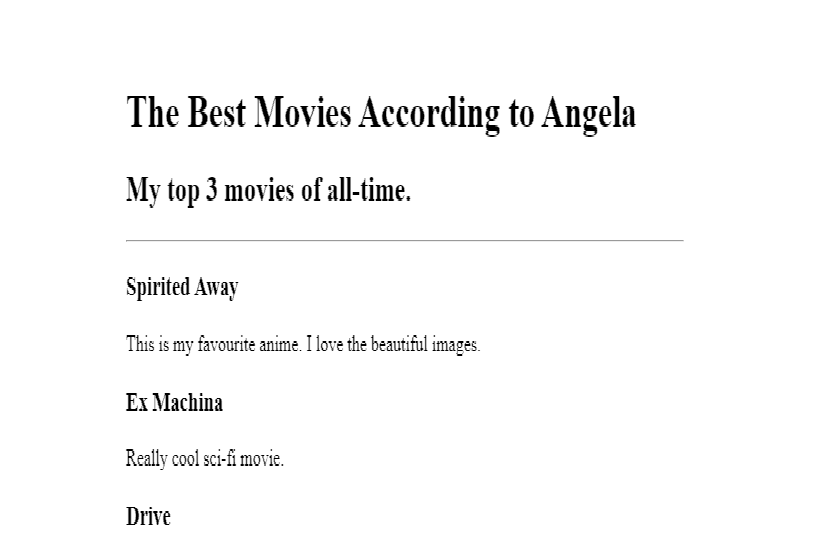 The Best Movies According to Angela
My top 3 movies of all-time.
Spirited Away
This is my favourite anime. I love the beautiful images.
Ex Machina
Really cool sci-fi movie.
Drive